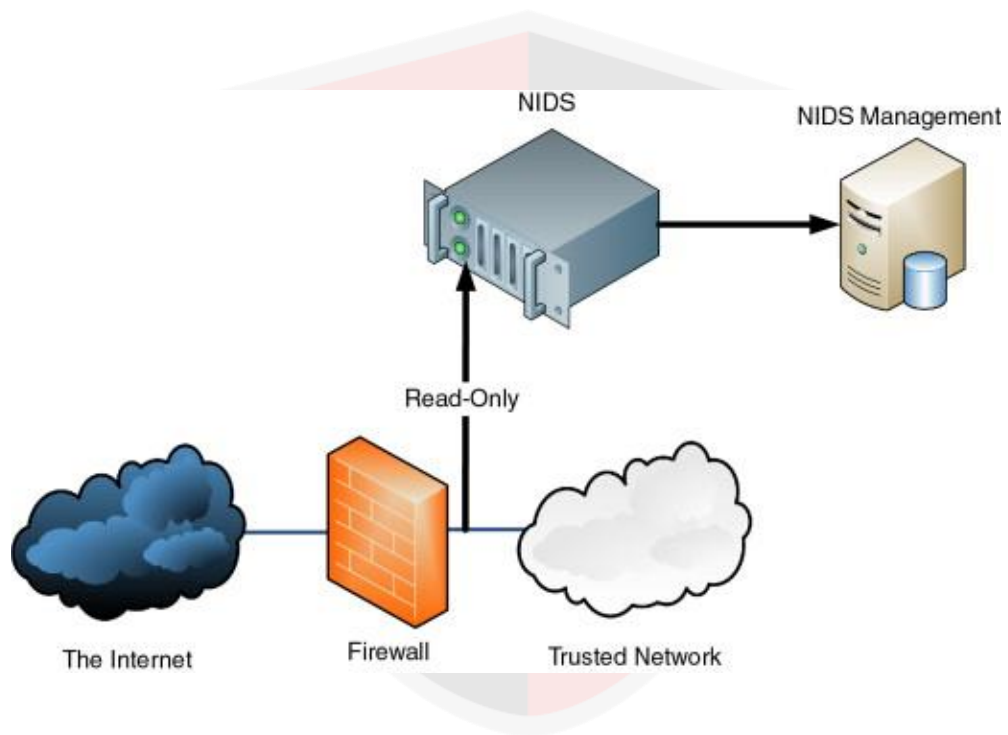 NIDS
NIDS Management
Read-Only
The Internet
Firewall
Trusted Network